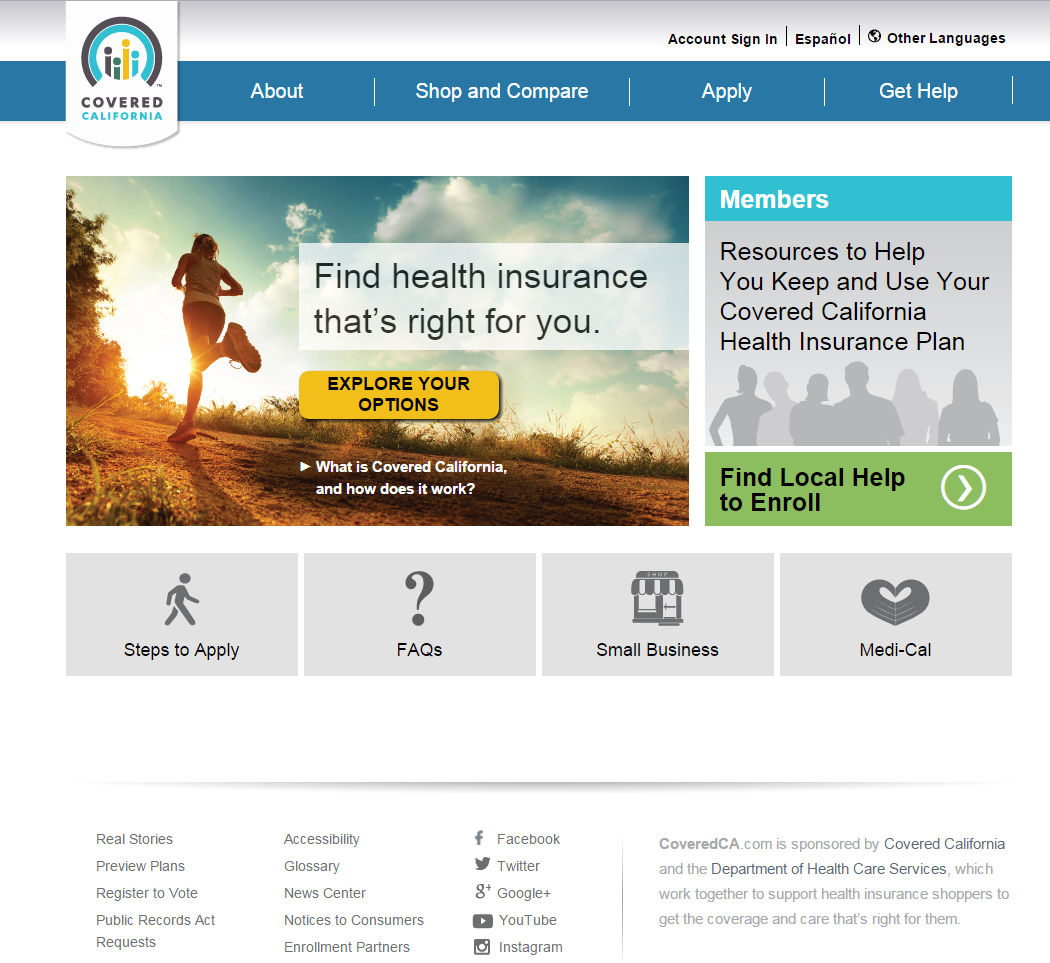 Account Sign In
Español
Other Languages
COVERED
CALIFORNIA
™
About
Shop and Compare
Apply
Get Help
Find health insurance
that’s right for you.
EXPLORE YOUR
OPTIONS
What is Covered California,
and how does it work?
Members
Resources to Help
You Keep and Use Your
Covered California
Health Insurance Plan
Find Local Help
to Enroll
Steps to Apply
FAQs
SHOP
Small Business
Medi-Cal
Real Stories
Preview Plans
Register to Vote
Public Records Act
Requests
Accessibility
Glossary
News Center
Notices to Consumers
Enrollment Partners
Facebook
Twitter
Google+
YouTube
Instagram
CoveredCA.com is sponsored by Covered California
and the Department of Health Care Services, which
work together to support health insurance shoppers to
get the coverage and care that’s right for them.